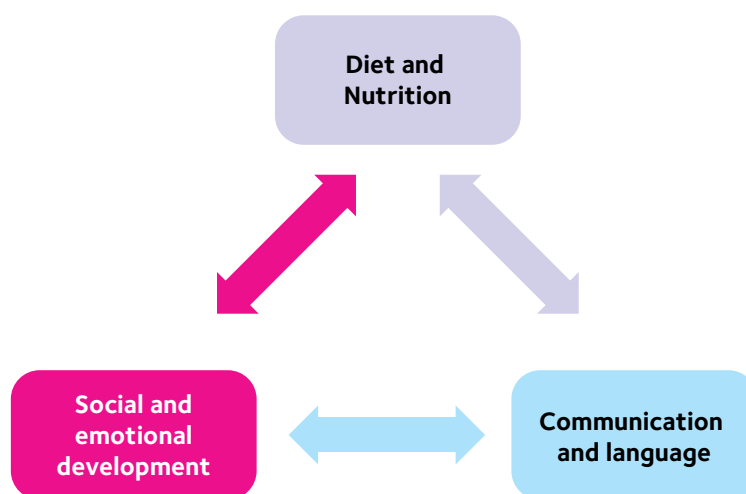 Diet and
Nutrition
Social and
emotional
development
Communication
and language